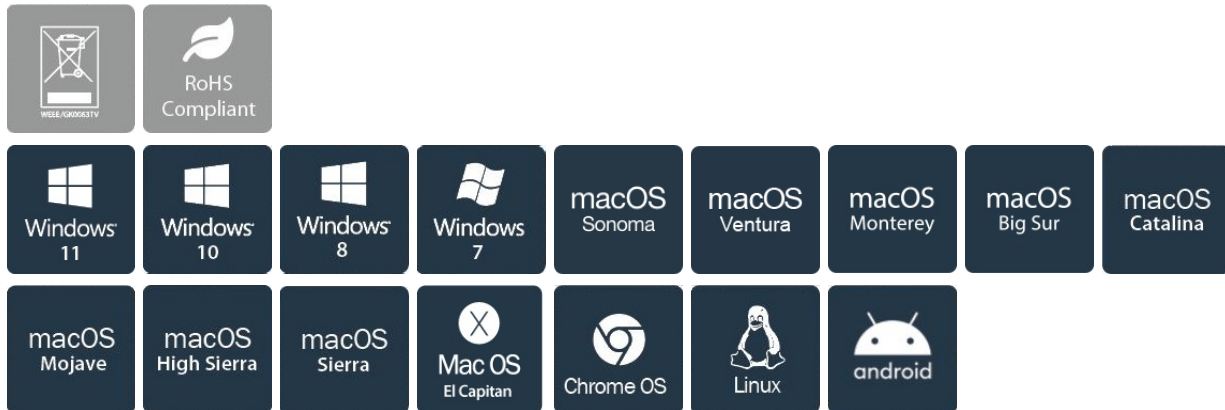 WEEE/GK0063TV
RoHS
Compliant
Windows
11
Windows
10
Windows
8
Windows
7
macOS
Sonoma
macOS
Ventura
macOS
Monterey
macOS
Big Sur
macOS
Catalina
macOS
Mojave
macOS
High Sierra
macOS
Sierra
X
Mac OS
El Capitan
Chrome OS
Linux
android